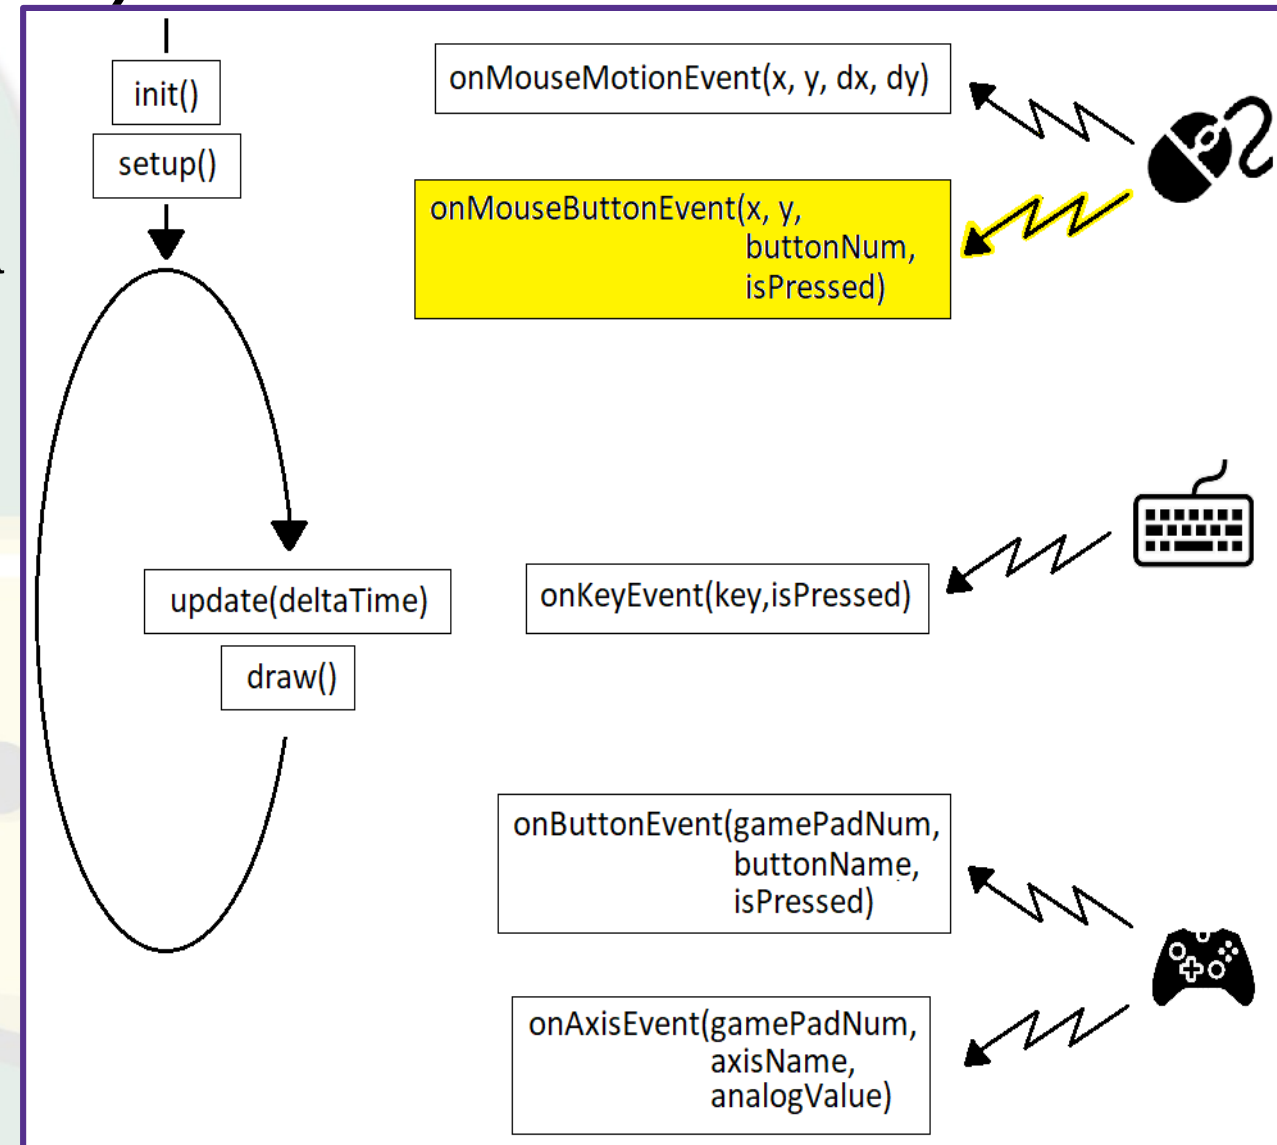 init()
setup()
onMouseMotionEvent(x, y, dx, dy)
onMouseButtonEvent(x, y,
buttonNum,
isPressed)
update(deltaTime)
draw()
onKeyEvent(key,isPressed)
onButtonEvent(gamePadNum,
buttonName,
isPressed)
onAxisEvent(gamePadNum,
axisName,
analogValue)